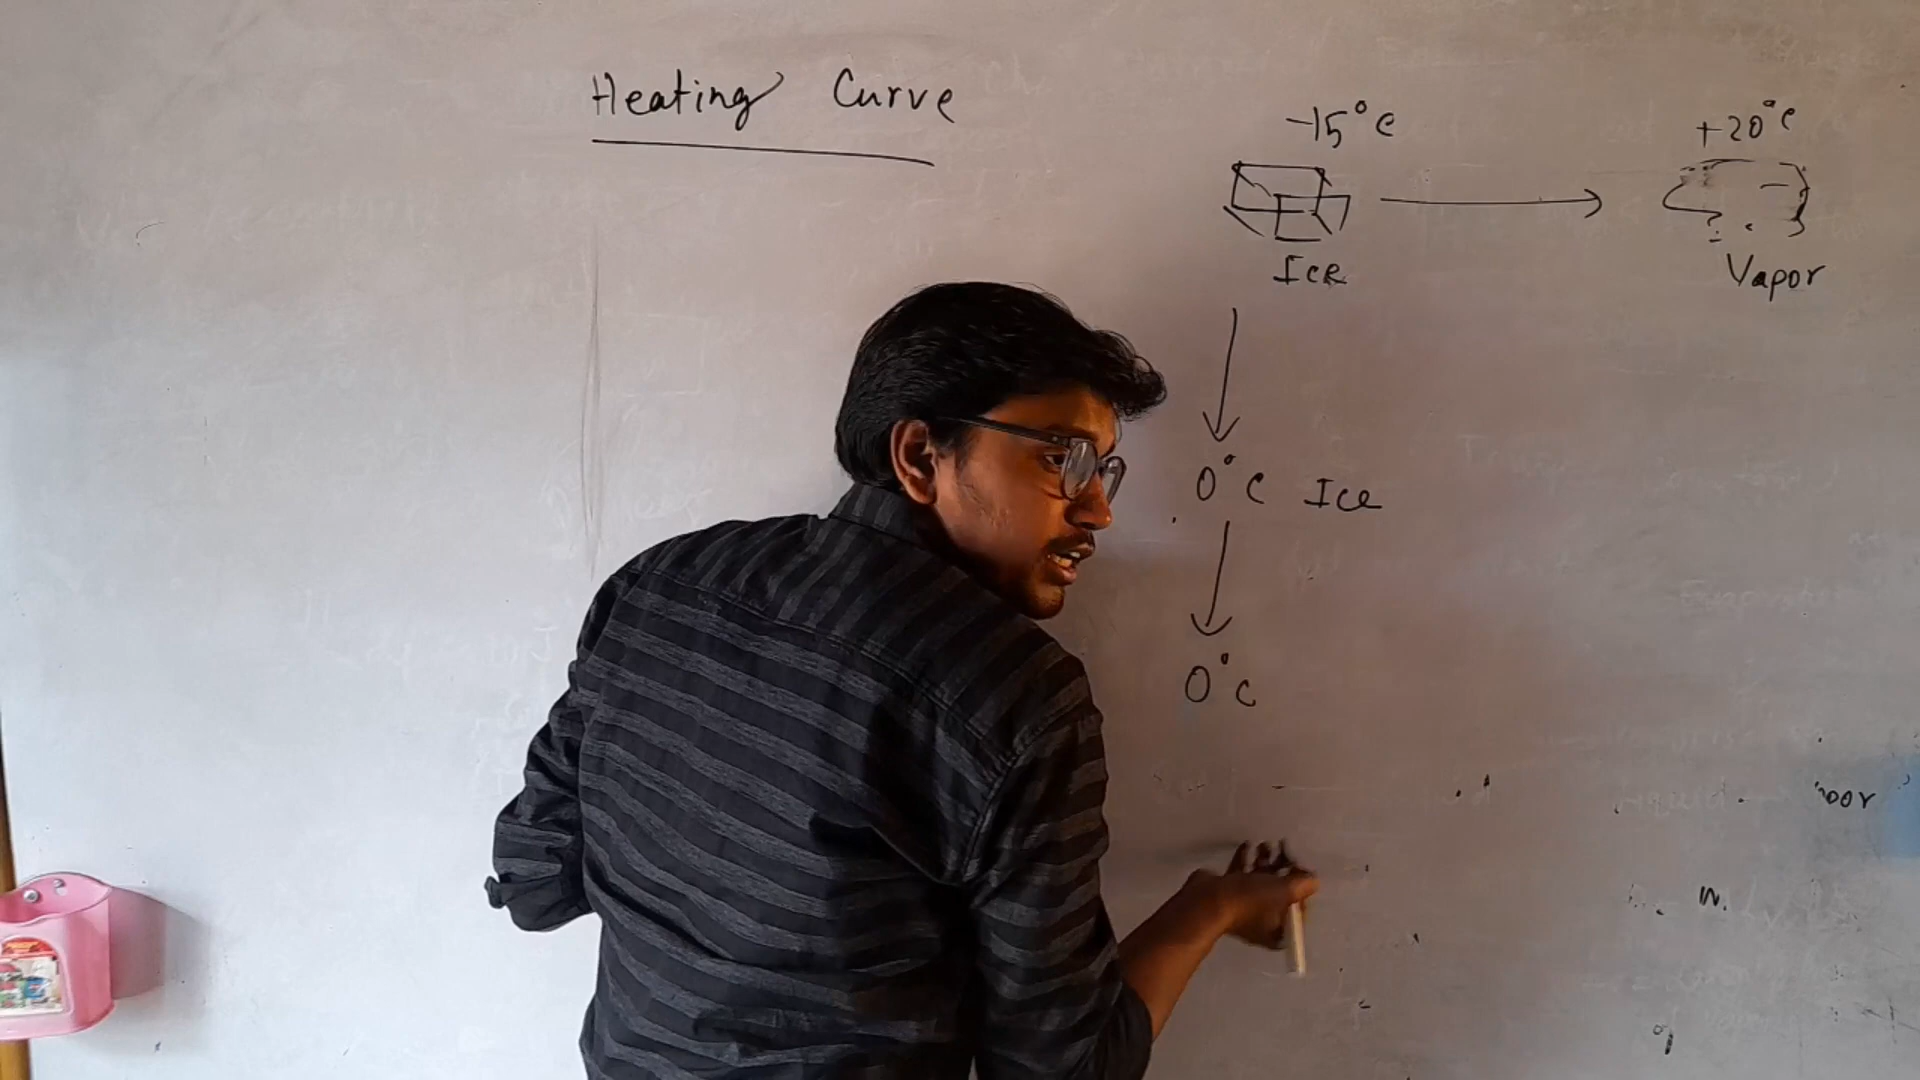 Heating Curve
-15°C
+20°C
Ice
Vapor
0°C Ice
0°C